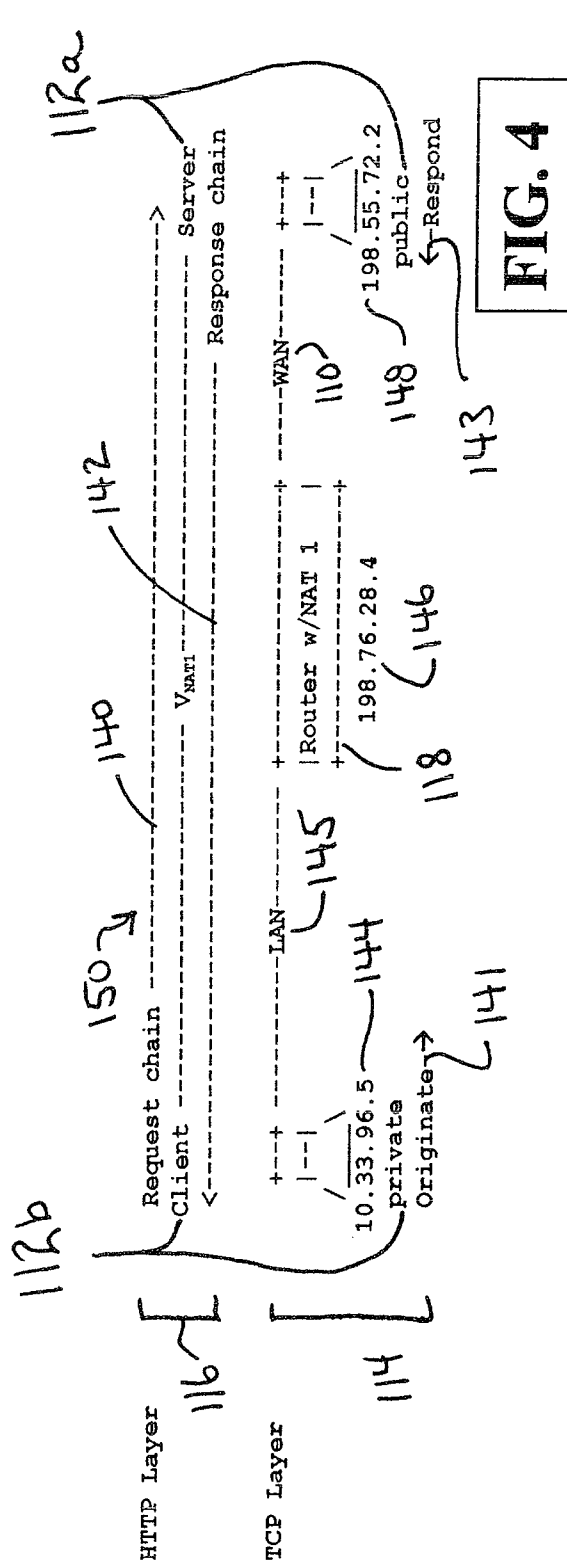 112b
112a
150
140
142
HTTP Layer
116
Request chain ------------------------------------------------------>
Client ------------------ V_NAT1 ------------------------------ Server
<------------------------------------------------------ Response chain
TCP Layer
114
+---+ ------------LAN------------ +---------------+ ------WAN------ +---+
|---| |Router w/NAT 1 | |---|
/ \ +---------------+ / \
145
118
110
10.33.96.5 144
198.76.28.4
198.55.72.2
148
146
private
public
Originate→
←Respond
141
143
FIG. 4